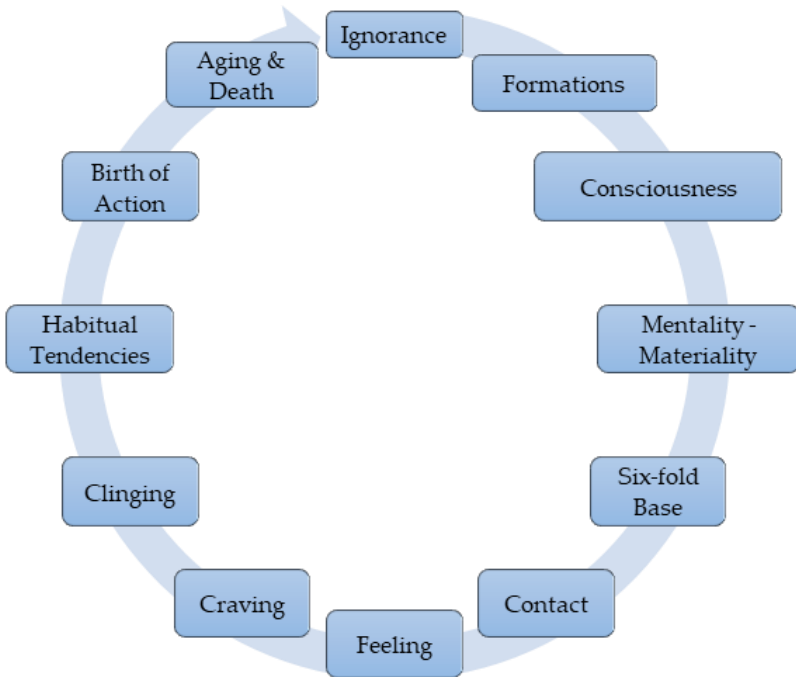 Ignorance
Formations
Consciousness
Mentality -
Materiality
Six-fold
Base
Contact
Feeling
Craving
Clinging
Habitual
Tendencies
Birth of
Action
Aging &
Death